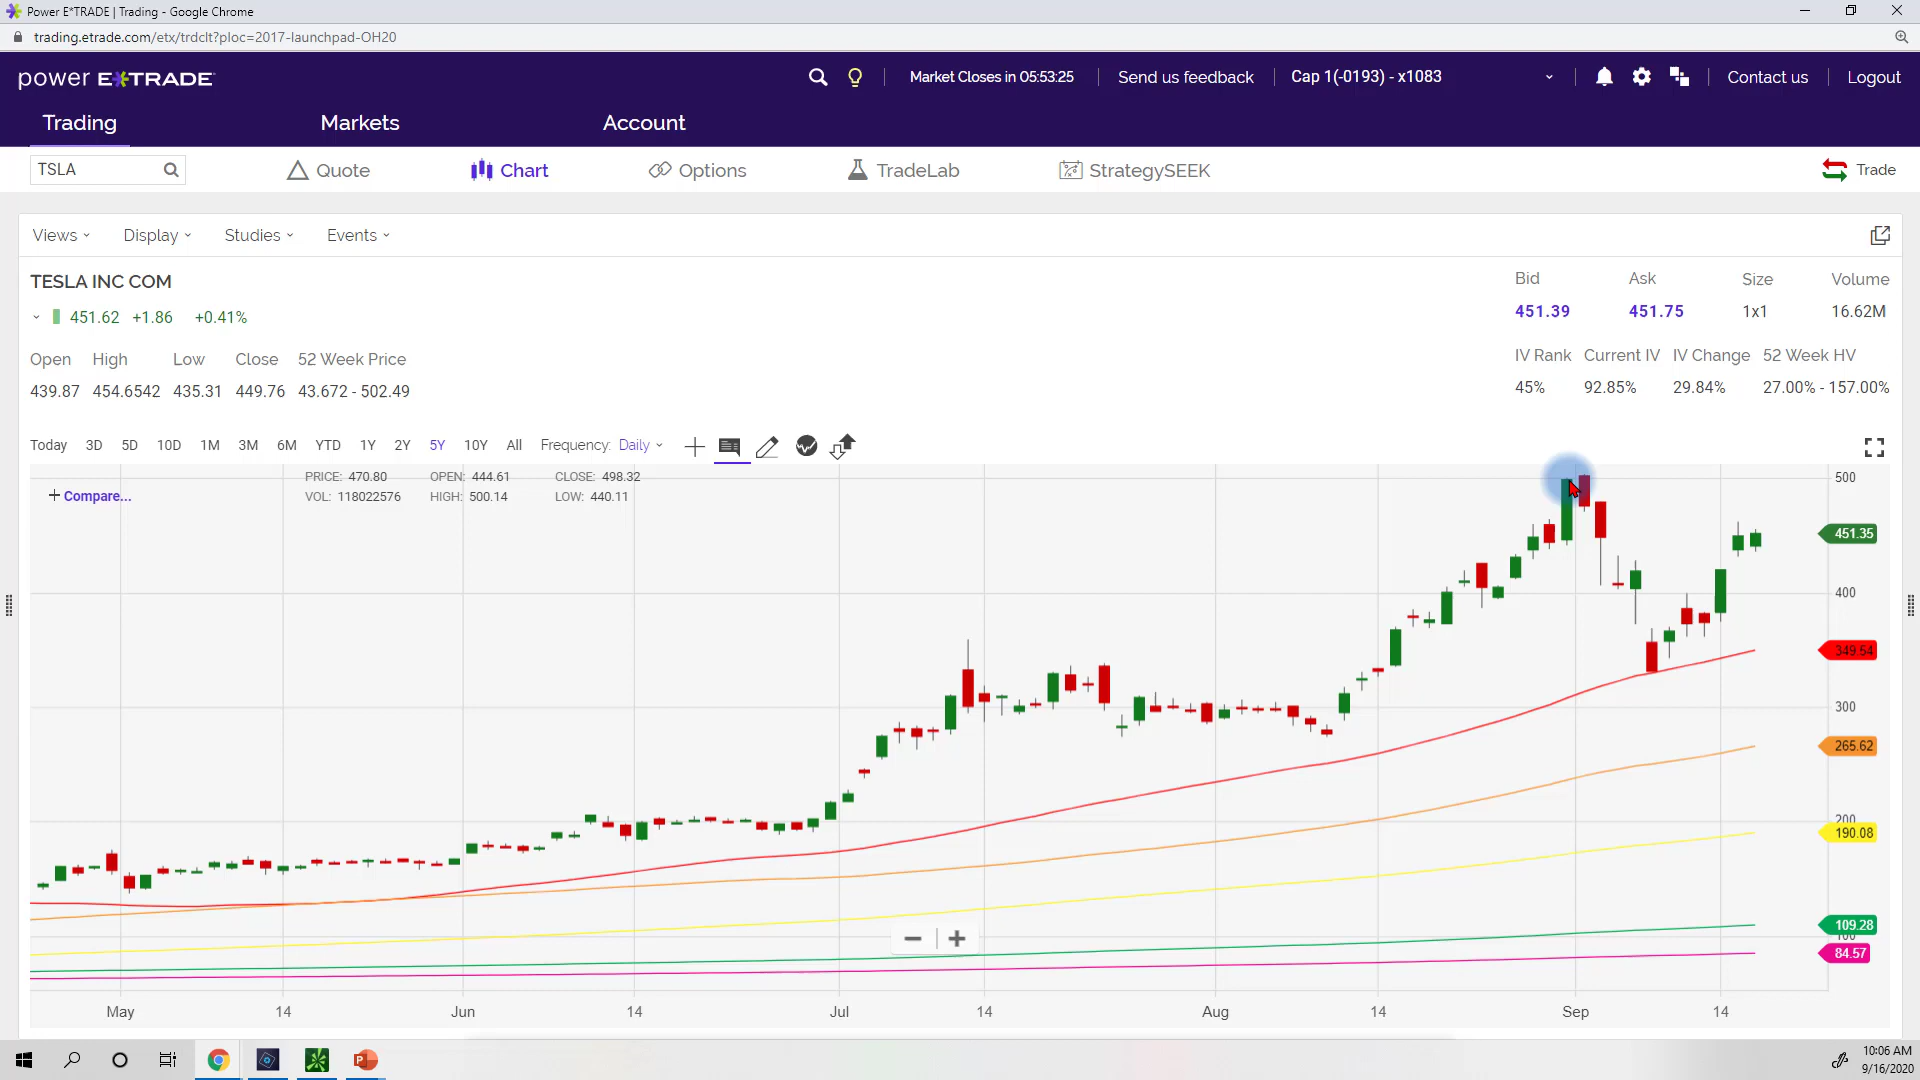 Power E*TRADE | Trading - Google Chrome
trading.etrade.com/etx/trdclt?ploc=2017-launchpad-OH20
power E*TRADE
Market Closes in 05:53:25
Send us feedback
Cap 1(-0193) - x1083
Contact us
Logout
Trading
Markets
Account
TSLA
Quote
Chart
Options
TradeLab
StrategySEEK
Trade
Views
Display
Studies
Events
TESLA INC COM
451.62 +1.86 +0.41%
Open High Low Close 52 Week Price
439.87 454.6542 435.31 449.76 43.672 - 502.49
Bid Ask Size Volume
451.39 451.75 1x1 16.62M
IV Rank Current IV IV Change 52 Week HV
45% 92.85% 29.84% 27.00% - 157.00%
Today 3D 5D 10D 1M 3M 6M YTD 1Y 2Y 5Y 10Y All Frequency: Daily
PRICE: 470.80 OPEN: 444.61 CLOSE: 498.32
VOL: 118022576 HIGH: 500.14 LOW: 440.11
+ Compare...
500
451.35
400
349.54
300
265.62
200
190.08
109.28
100
84.57
May 14 Jun 14 Jul 14 Aug 14 Sep 14
10:06 AM
9/16/2020